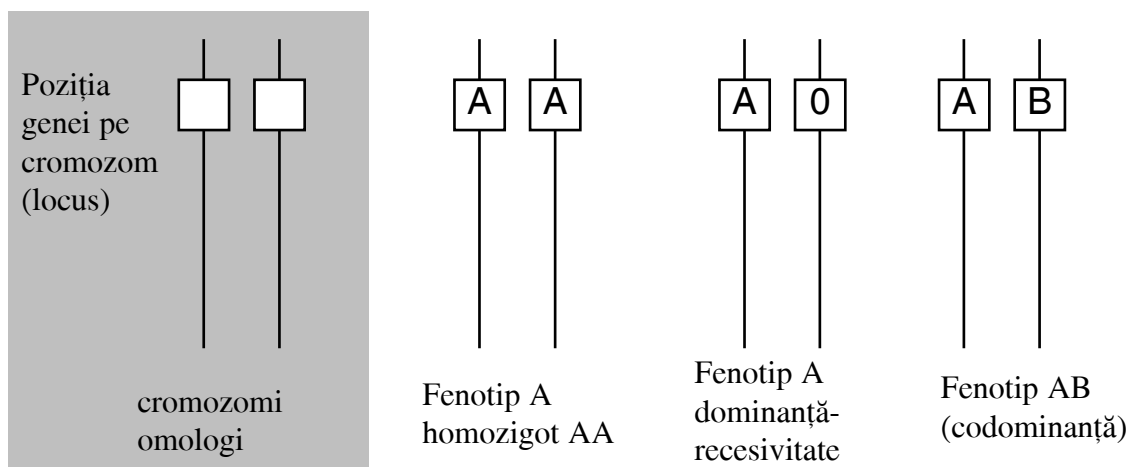 Poziția
genei pe
cromozom
(locus)
cromozomi
omologi
A A
Fenotip A
homozigot AA
A 0
Fenotip A
dominanță-
recesivitate
A B
Fenotip AB
(codominanță)